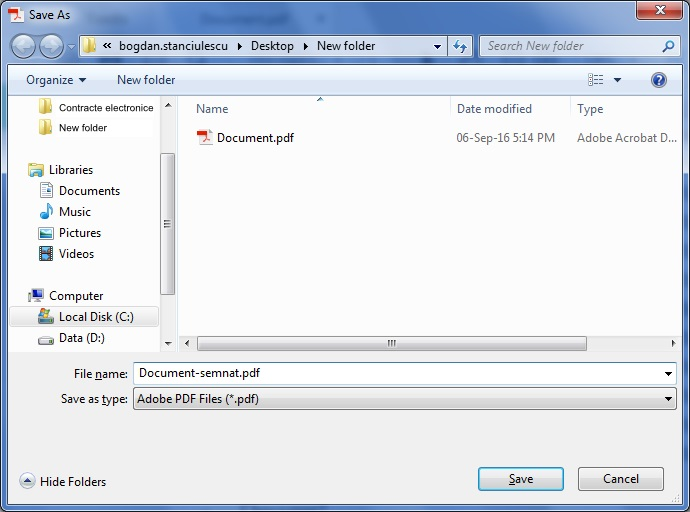 Save As
« bogdan.stanciulescu ▸ Desktop ▸ New folder
Search New folder
Organize
New folder
Contracte electronice
New folder
Libraries
Documents
Music
Pictures
Videos
Computer
Local Disk (C:)
Data (D:)
Name Date modified Type
Document.pdf 06-Sep-16 5:14 PM Adobe Acrobat D...
File name: Document-semnat.pdf
Save as type: Adobe PDF Files (*.pdf)
Hide Folders
Save
Cancel